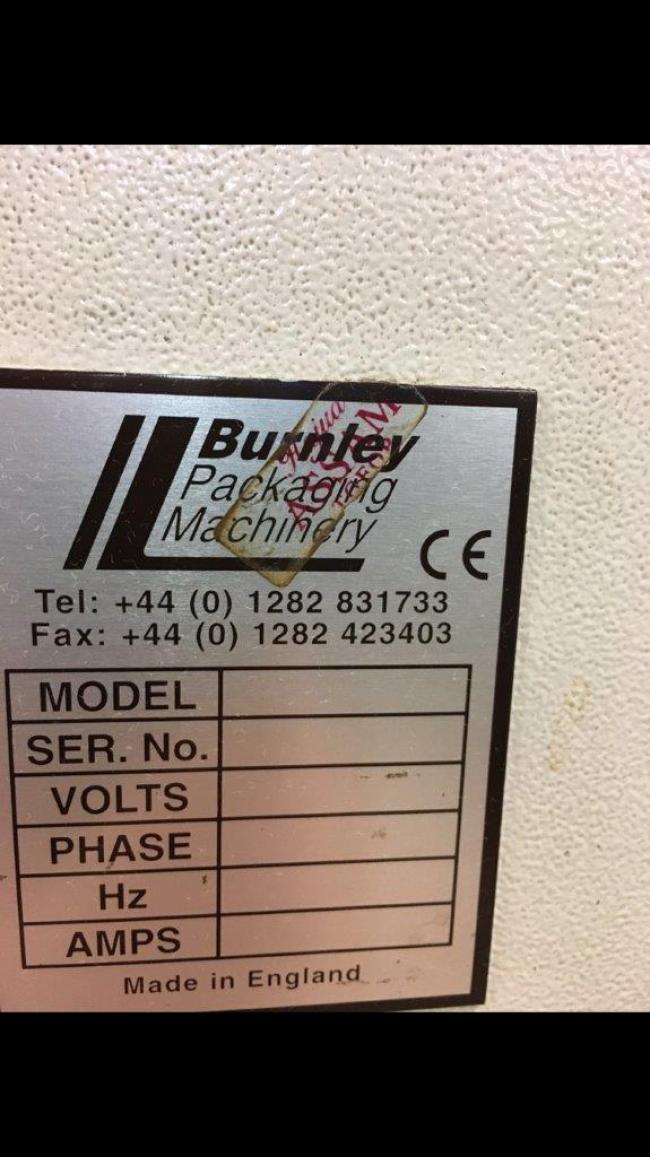 Burnley
Packaging
Machinery
ASSAM
CE
Tel: +44 (0) 1282 831733
Fax: +44 (0) 1282 423403
MODEL
SER. No.
VOLTS
PHASE
Hz
AMPS
Made in England